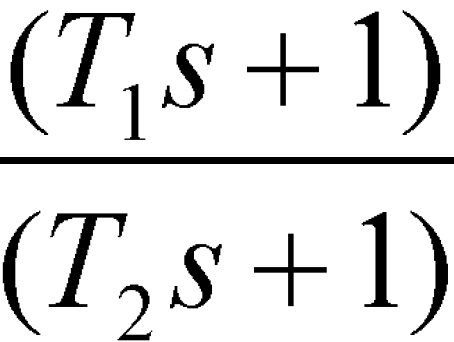 (T₁s + 1)
(T₂s + 1)